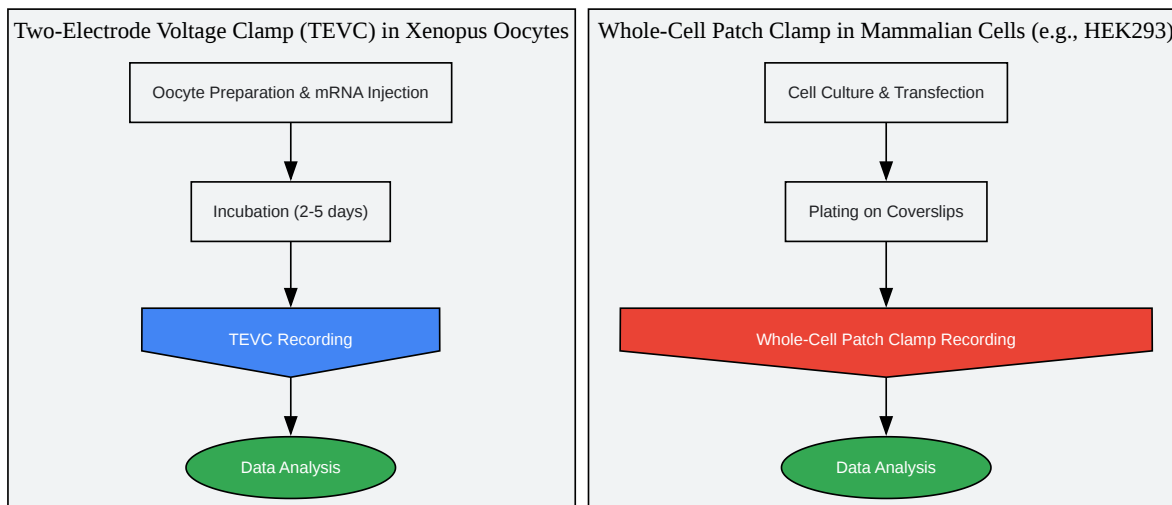 Two-Electrode Voltage Clamp (TEVC) in Xenopus Oocytes
Oocyte Preparation & mRNA Injection
Incubation (2-5 days)
TEVC Recording
Data Analysis
Whole-Cell Patch Clamp in Mammalian Cells (e.g., HEK293)
Cell Culture & Transfection
Plating on Coverslips
Whole-Cell Patch Clamp Recording
Data Analysis